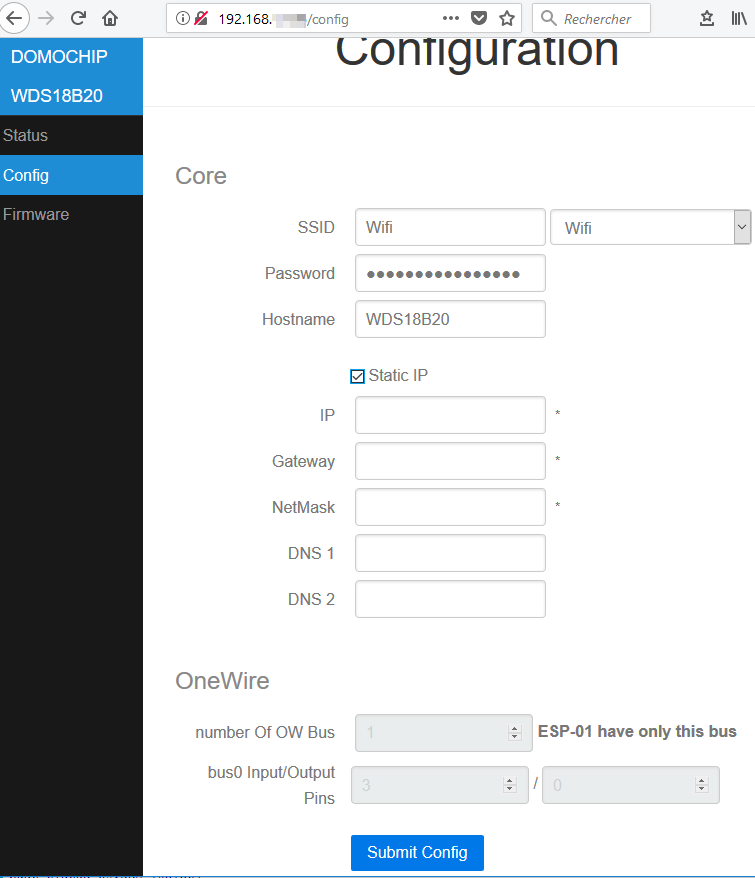 192.168. /config
Rechercher
DOMOCHIP
WDS18B20
Status
Config
Firmware
Configuration
Core
SSID Wifi Wifi
Password ●●●●●●●●●●●●●●●●
Hostname WDS18B20
Static IP
IP *
Gateway *
NetMask *
DNS 1
DNS 2
OneWire
number Of OW Bus 1 ESP-01 have only this bus
bus0 Input/Output
Pins 3 / 0
Submit Config